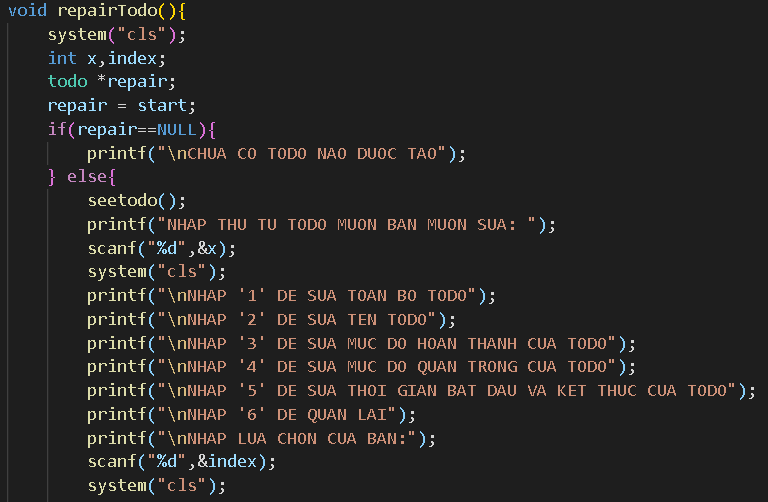 void repairTodo(){
system("cls");
int x,index;
todo *repair;
repair = start;
if(repair==NULL){
printf("\nCHUA CO TODO NAO DUOC TAO");
} else{
seetodo();
printf("NHAP THU TU TODO MUON BAN MUON SUA: ");
scanf("%d",&x);
system("cls");
printf("\nNHAP '1' DE SUA TOAN BO TODO");
printf("\nNHAP '2' DE SUA TEN TODO");
printf("\nNHAP '3' DE SUA MUC DO HOAN THANH CUA TODO");
printf("\nNHAP '4' DE SUA MUC DO QUAN TRONG CUA TODO");
printf("\nNHAP '5' DE SUA THOI GIAN BAT DAU VA KET THUC CUA TODO");
printf("\nNHAP '6' DE QUAN LAI");
printf("\nNHAP LUA CHON CUA BAN:");
scanf("%d",&index);
system("cls");